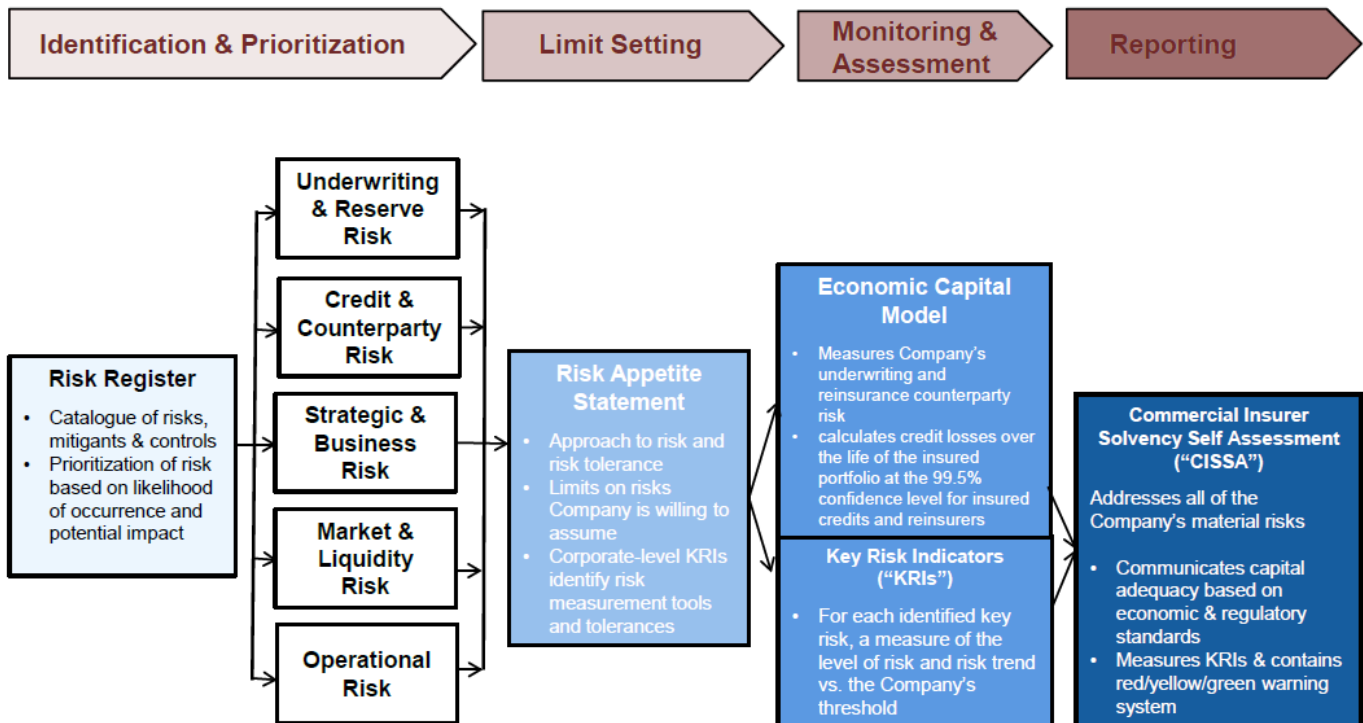 Identification & Prioritization
Limit Setting
Monitoring &
Assessment
Reporting
Underwriting
& Reserve
Risk
Credit &
Counterparty
Risk
Strategic &
Business
Risk
Market &
Liquidity
Risk
Operational
Risk
Risk Register
• Catalogue of risks,
mitigants & controls
• Prioritization of risk
based on likelihood
of occurrence and
potential impact
Risk Appetite
Statement
• Approach to risk and
risk tolerance
• Limits on risks
Company is willing to
assume
• Corporate-level KRIs
identify risk
measurement tools
and tolerances
Economic Capital
Model
• Measures Company’s
underwriting and
reinsurance counterparty
risk
• calculates credit losses over
the life of the insured
portfolio at the 99.5%
confidence level for insured
credits and reinsurers
Key Risk Indicators
(“KRIs”)
• For each identified key
risk, a measure of the
level of risk and risk trend
vs. the Company’s
threshold
Commercial Insurer
Solvency Self Assessment
(“CISSA”)
Addresses all of the
Company’s material risks
• Communicates capital
adequacy based on
economic & regulatory
standards
• Measures KRIs & contains
red/yellow/green warning
system